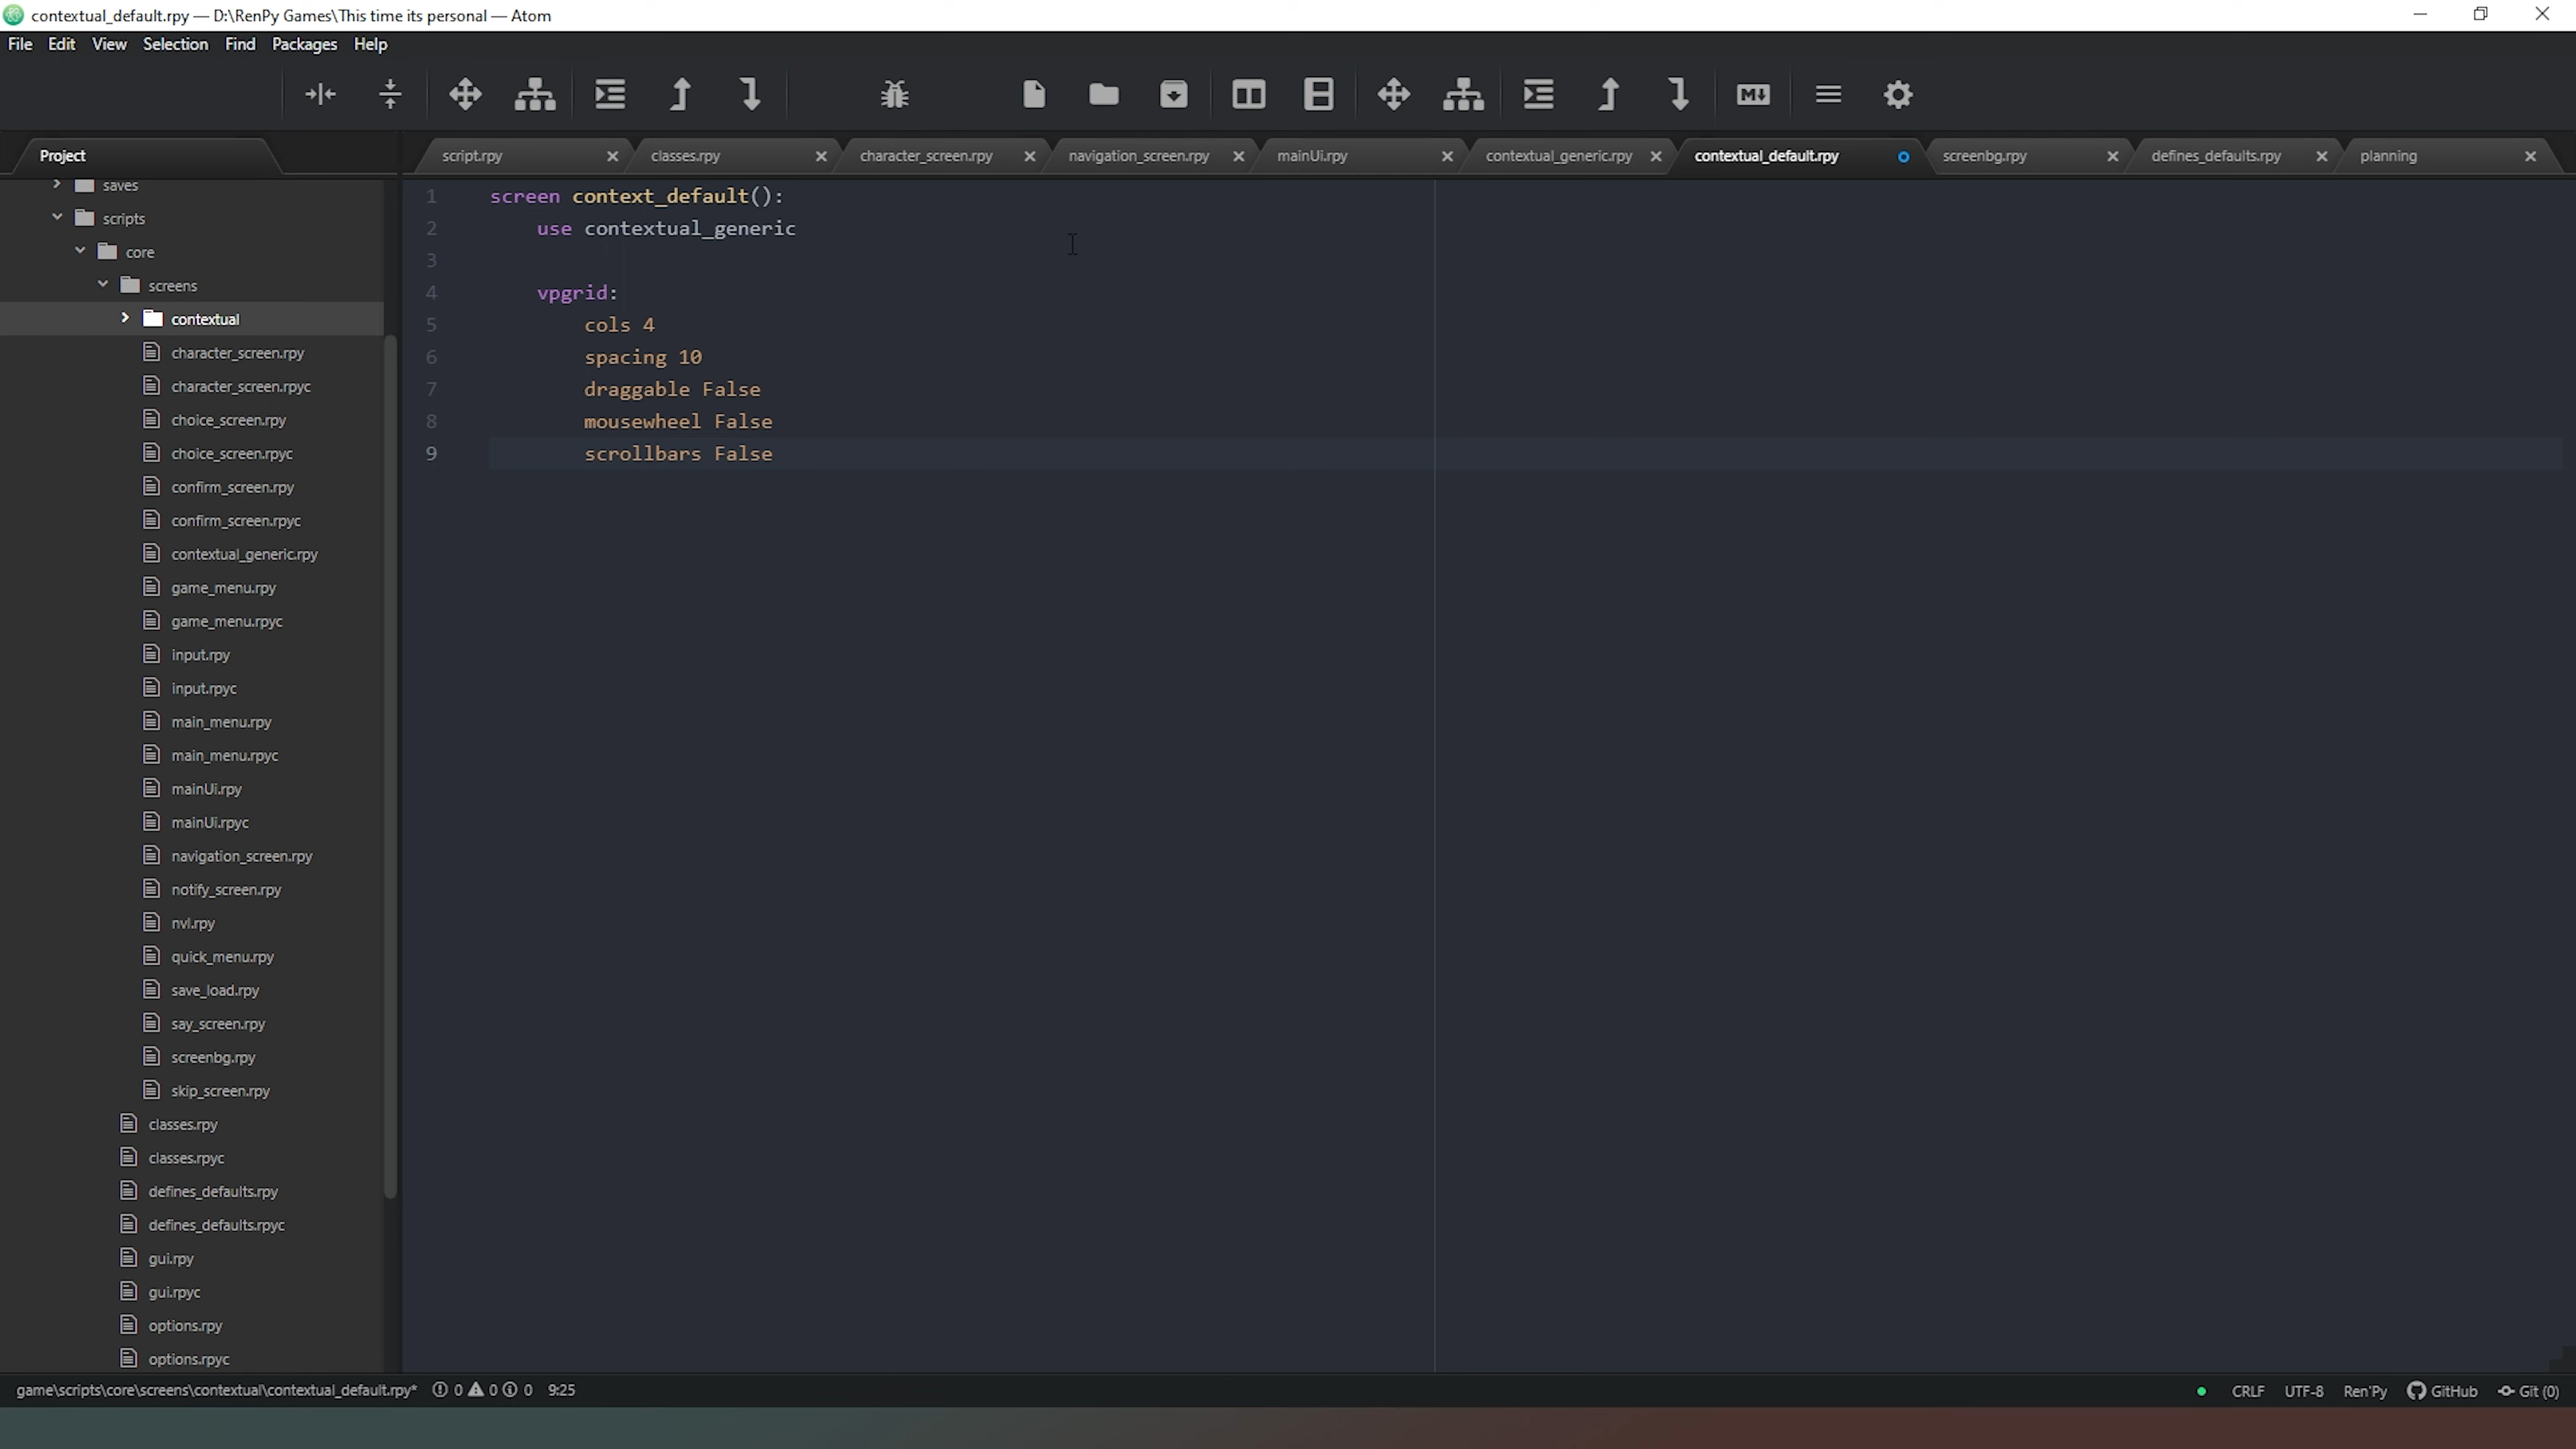 contextual_default.rpy — D:\RenPy Games\This time its personal — Atom
File Edit View Selection Find Packages Help
M↓
Project
script.rpy
classes.rpy
character_screen.rpy
navigation_screen.rpy
mainUi.rpy
contextual_generic.rpy
contextual_default.rpy
screenbg.rpy
defines_defaults.rpy
planning
saves
scripts
core
screens
contextual
character_screen.rpy
character_screen.rpyc
choice_screen.rpy
choice_screen.rpyc
confirm_screen.rpy
confirm_screen.rpyc
contextual_generic.rpy
game_menu.rpy
game_menu.rpyc
input.rpy
input.rpyc
main_menu.rpy
main_menu.rpyc
mainUi.rpy
mainUi.rpyc
navigation_screen.rpy
notify_screen.rpy
nvl.rpy
quick_menu.rpy
save_load.rpy
say_screen.rpy
screenbg.rpy
skip_screen.rpy
classes.rpy
classes.rpyc
defines_defaults.rpy
defines_defaults.rpyc
gui.rpy
gui.rpyc
options.rpy
options.rpyc
1 screen context_default():
2 use contextual_generic
3
4 vpgrid:
5 cols 4
6 spacing 10
7 draggable False
8 mousewheel False
9 scrollbars False
game\scripts\core\screens\contextual\contextual_default.rpy* 0 0 0 9:25
CRLF UTF-8 Ren'Py GitHub Git (0)